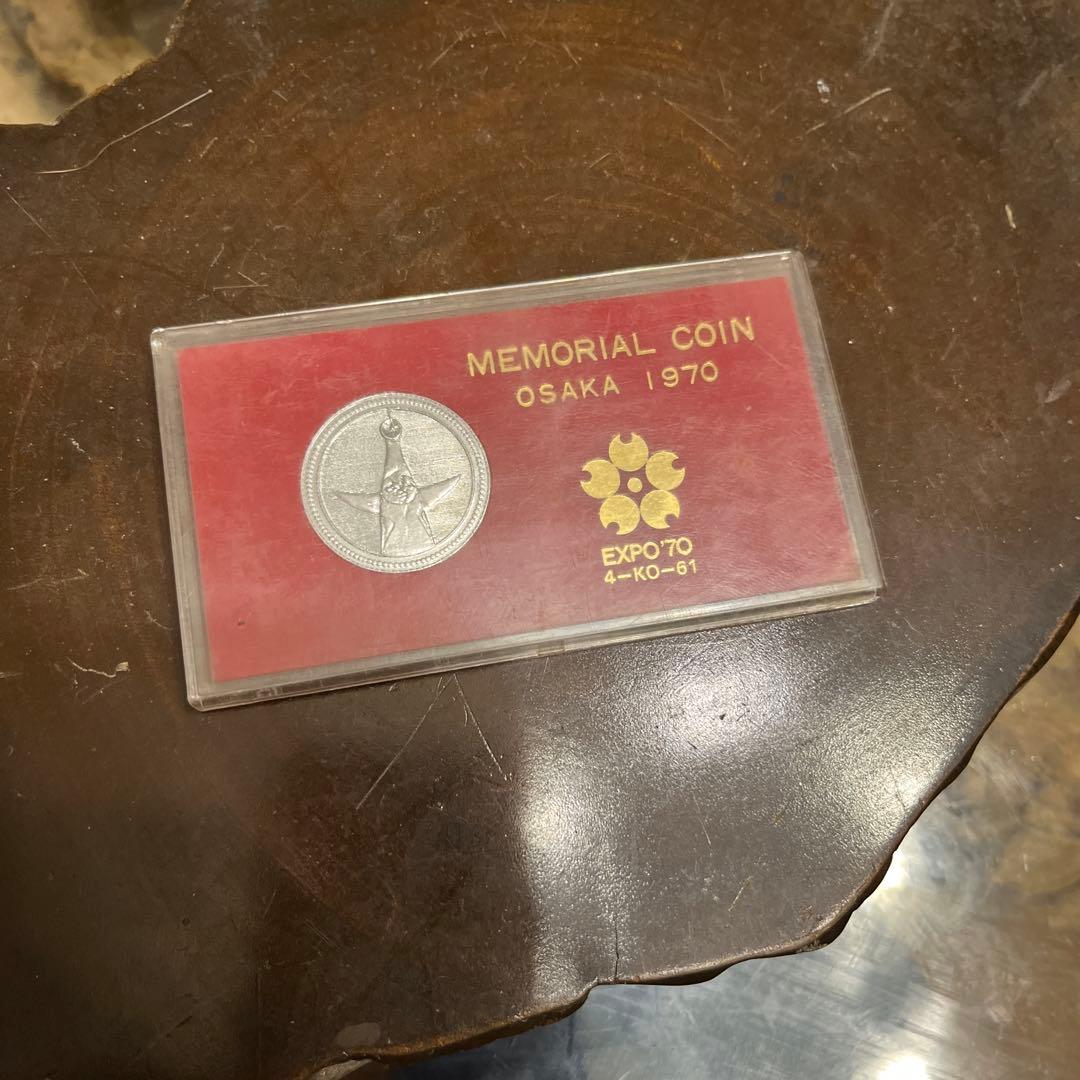 MEMORIAL COIN
OSAKA 1970
EXPO'70
4-KO-61